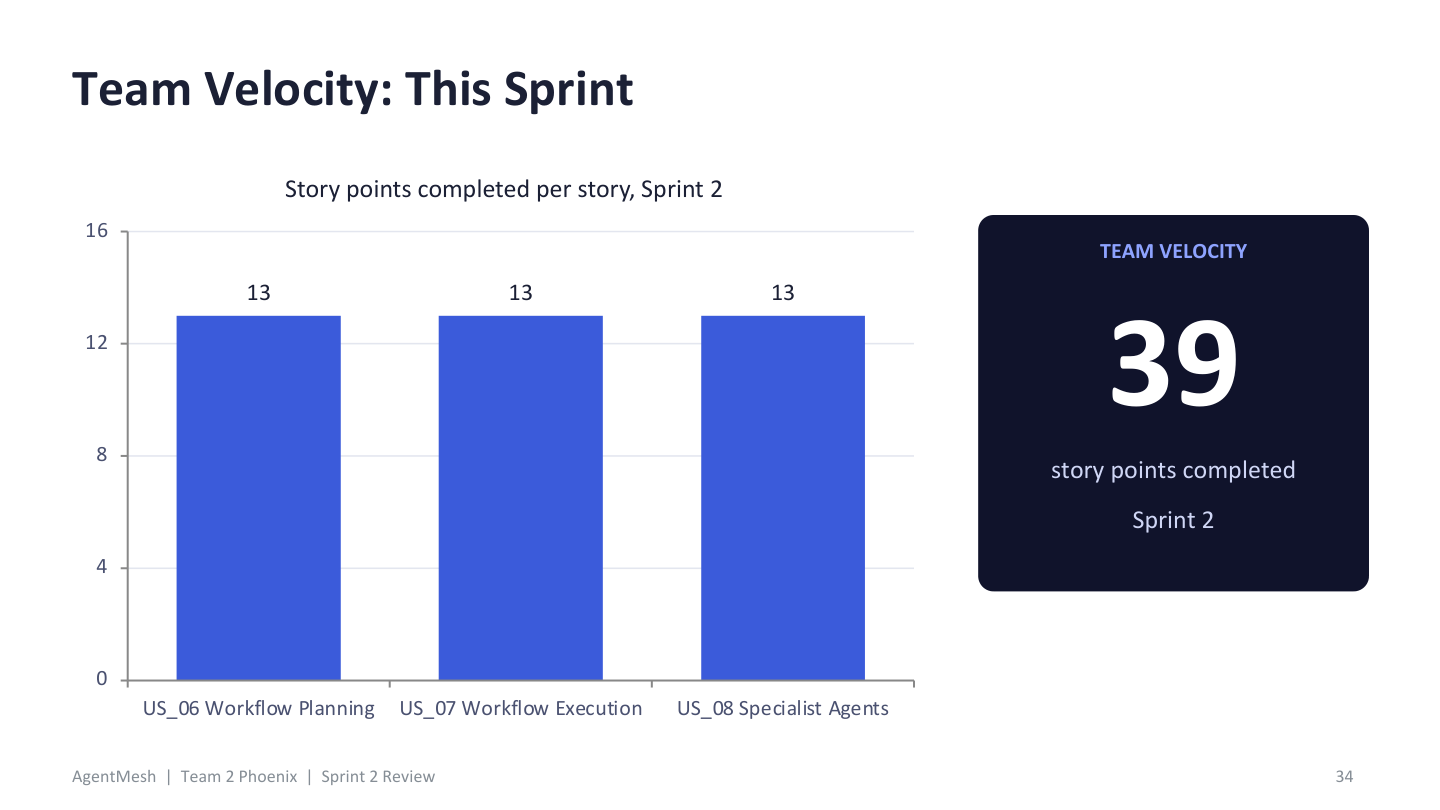 Team Velocity: This Sprint
Story points completed per story, Sprint 2
16
12
8
4
0
13
13
13
US_06 Workflow Planning
US_07 Workflow Execution
US_08 Specialist Agents
TEAM VELOCITY
39
story points completed
Sprint 2
AgentMesh | Team 2 Phoenix | Sprint 2 Review
34